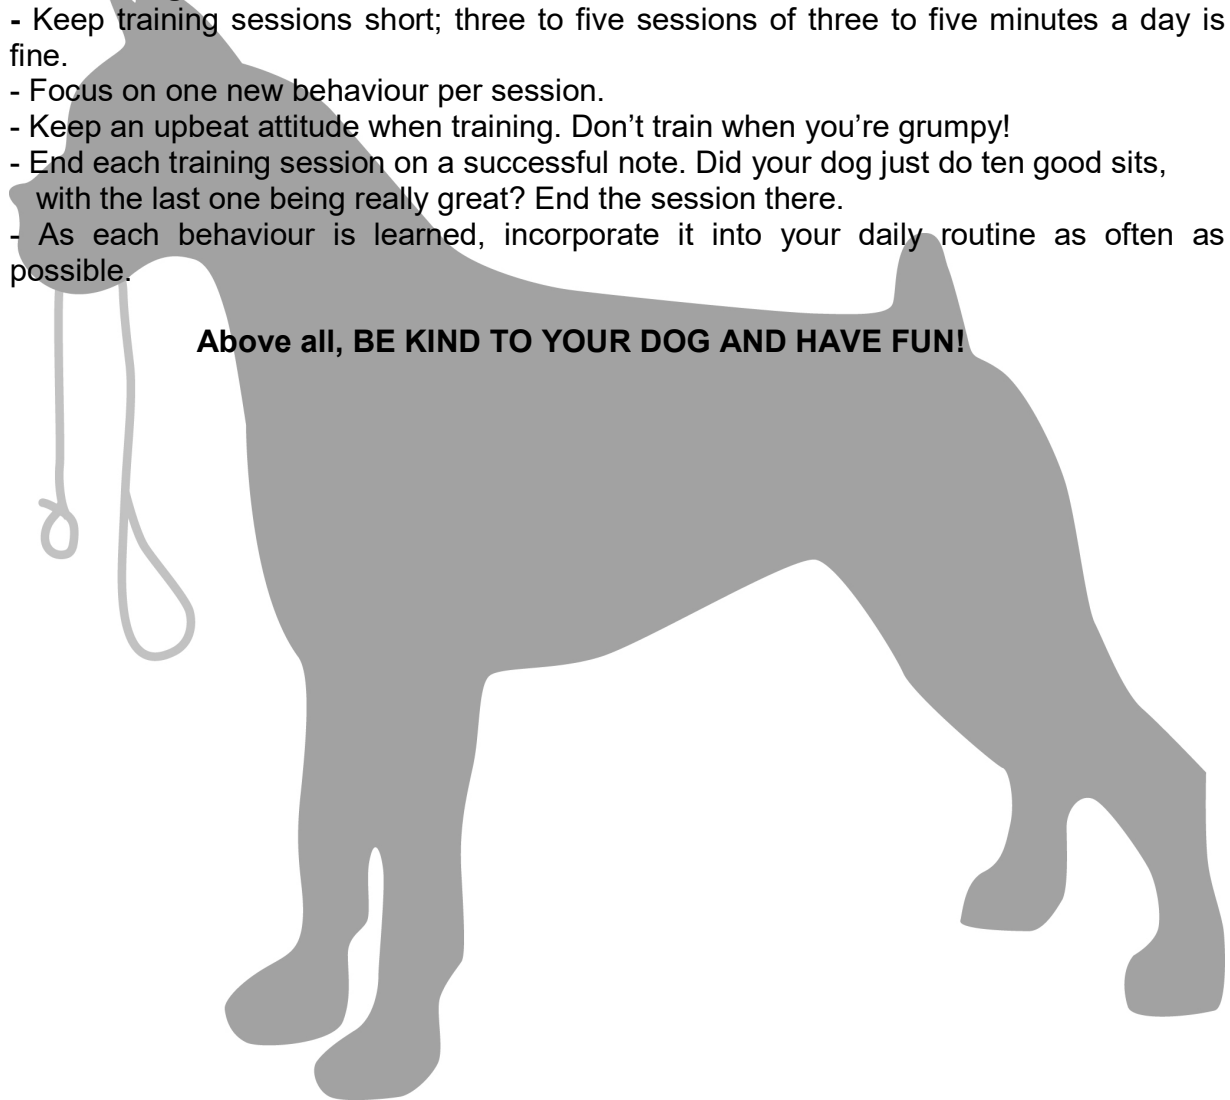 - Keep training sessions short; three to five sessions of three to five minutes a day is
fine.
- Focus on one new behaviour per session.
- Keep an upbeat attitude when training. Don’t train when you’re grumpy!
- End each training session on a successful note. Did your dog just do ten good sits,
with the last one being really great? End the session there.
- As each behaviour is learned, incorporate it into your daily routine as often as
possible.
Above all, BE KIND TO YOUR DOG AND HAVE FUN!